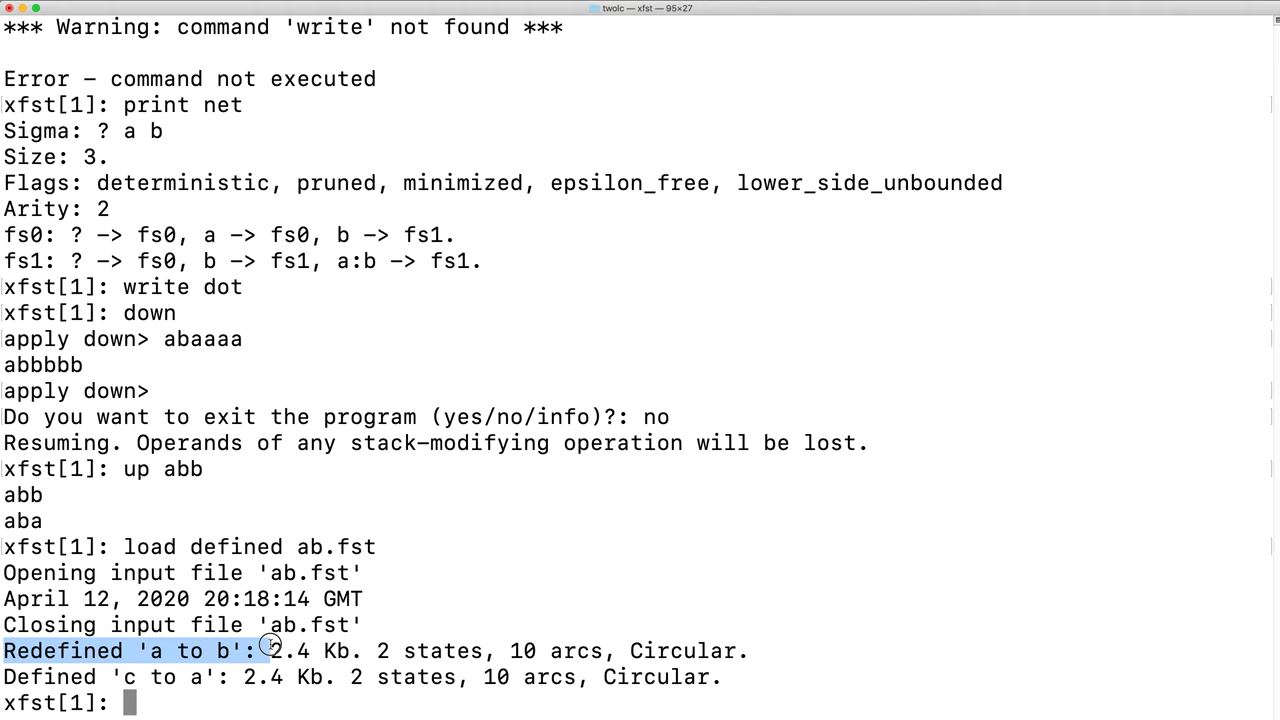 twolc — xfst — 95×27
*** Warning: command 'write' not found ***
Error – command not executed
xfst[1]: print net
Sigma: ? a b
Size: 3.
Flags: deterministic, pruned, minimized, epsilon_free, lower_side_unbounded
Arity: 2
fs0: ? –> fs0, a –> fs0, b –> fs1.
fs1: ? –> fs0, b –> fs1, a:b –> fs1.
xfst[1]: write dot
xfst[1]: down
apply down> abaaaa
abbbbb
apply down>
Do you want to exit the program (yes/no/info)?: no
Resuming. Operands of any stack–modifying operation will be lost.
xfst[1]: up abb
abb
aba
xfst[1]: load defined ab.fst
Opening input file 'ab.fst'
April 12, 2020 20:18:14 GMT
Closing input file 'ab.fst'
Redefined 'a to b': 2.4 Kb. 2 states, 10 arcs, Circular.
Defined 'c to a': 2.4 Kb. 2 states, 10 arcs, Circular.
xfst[1]: